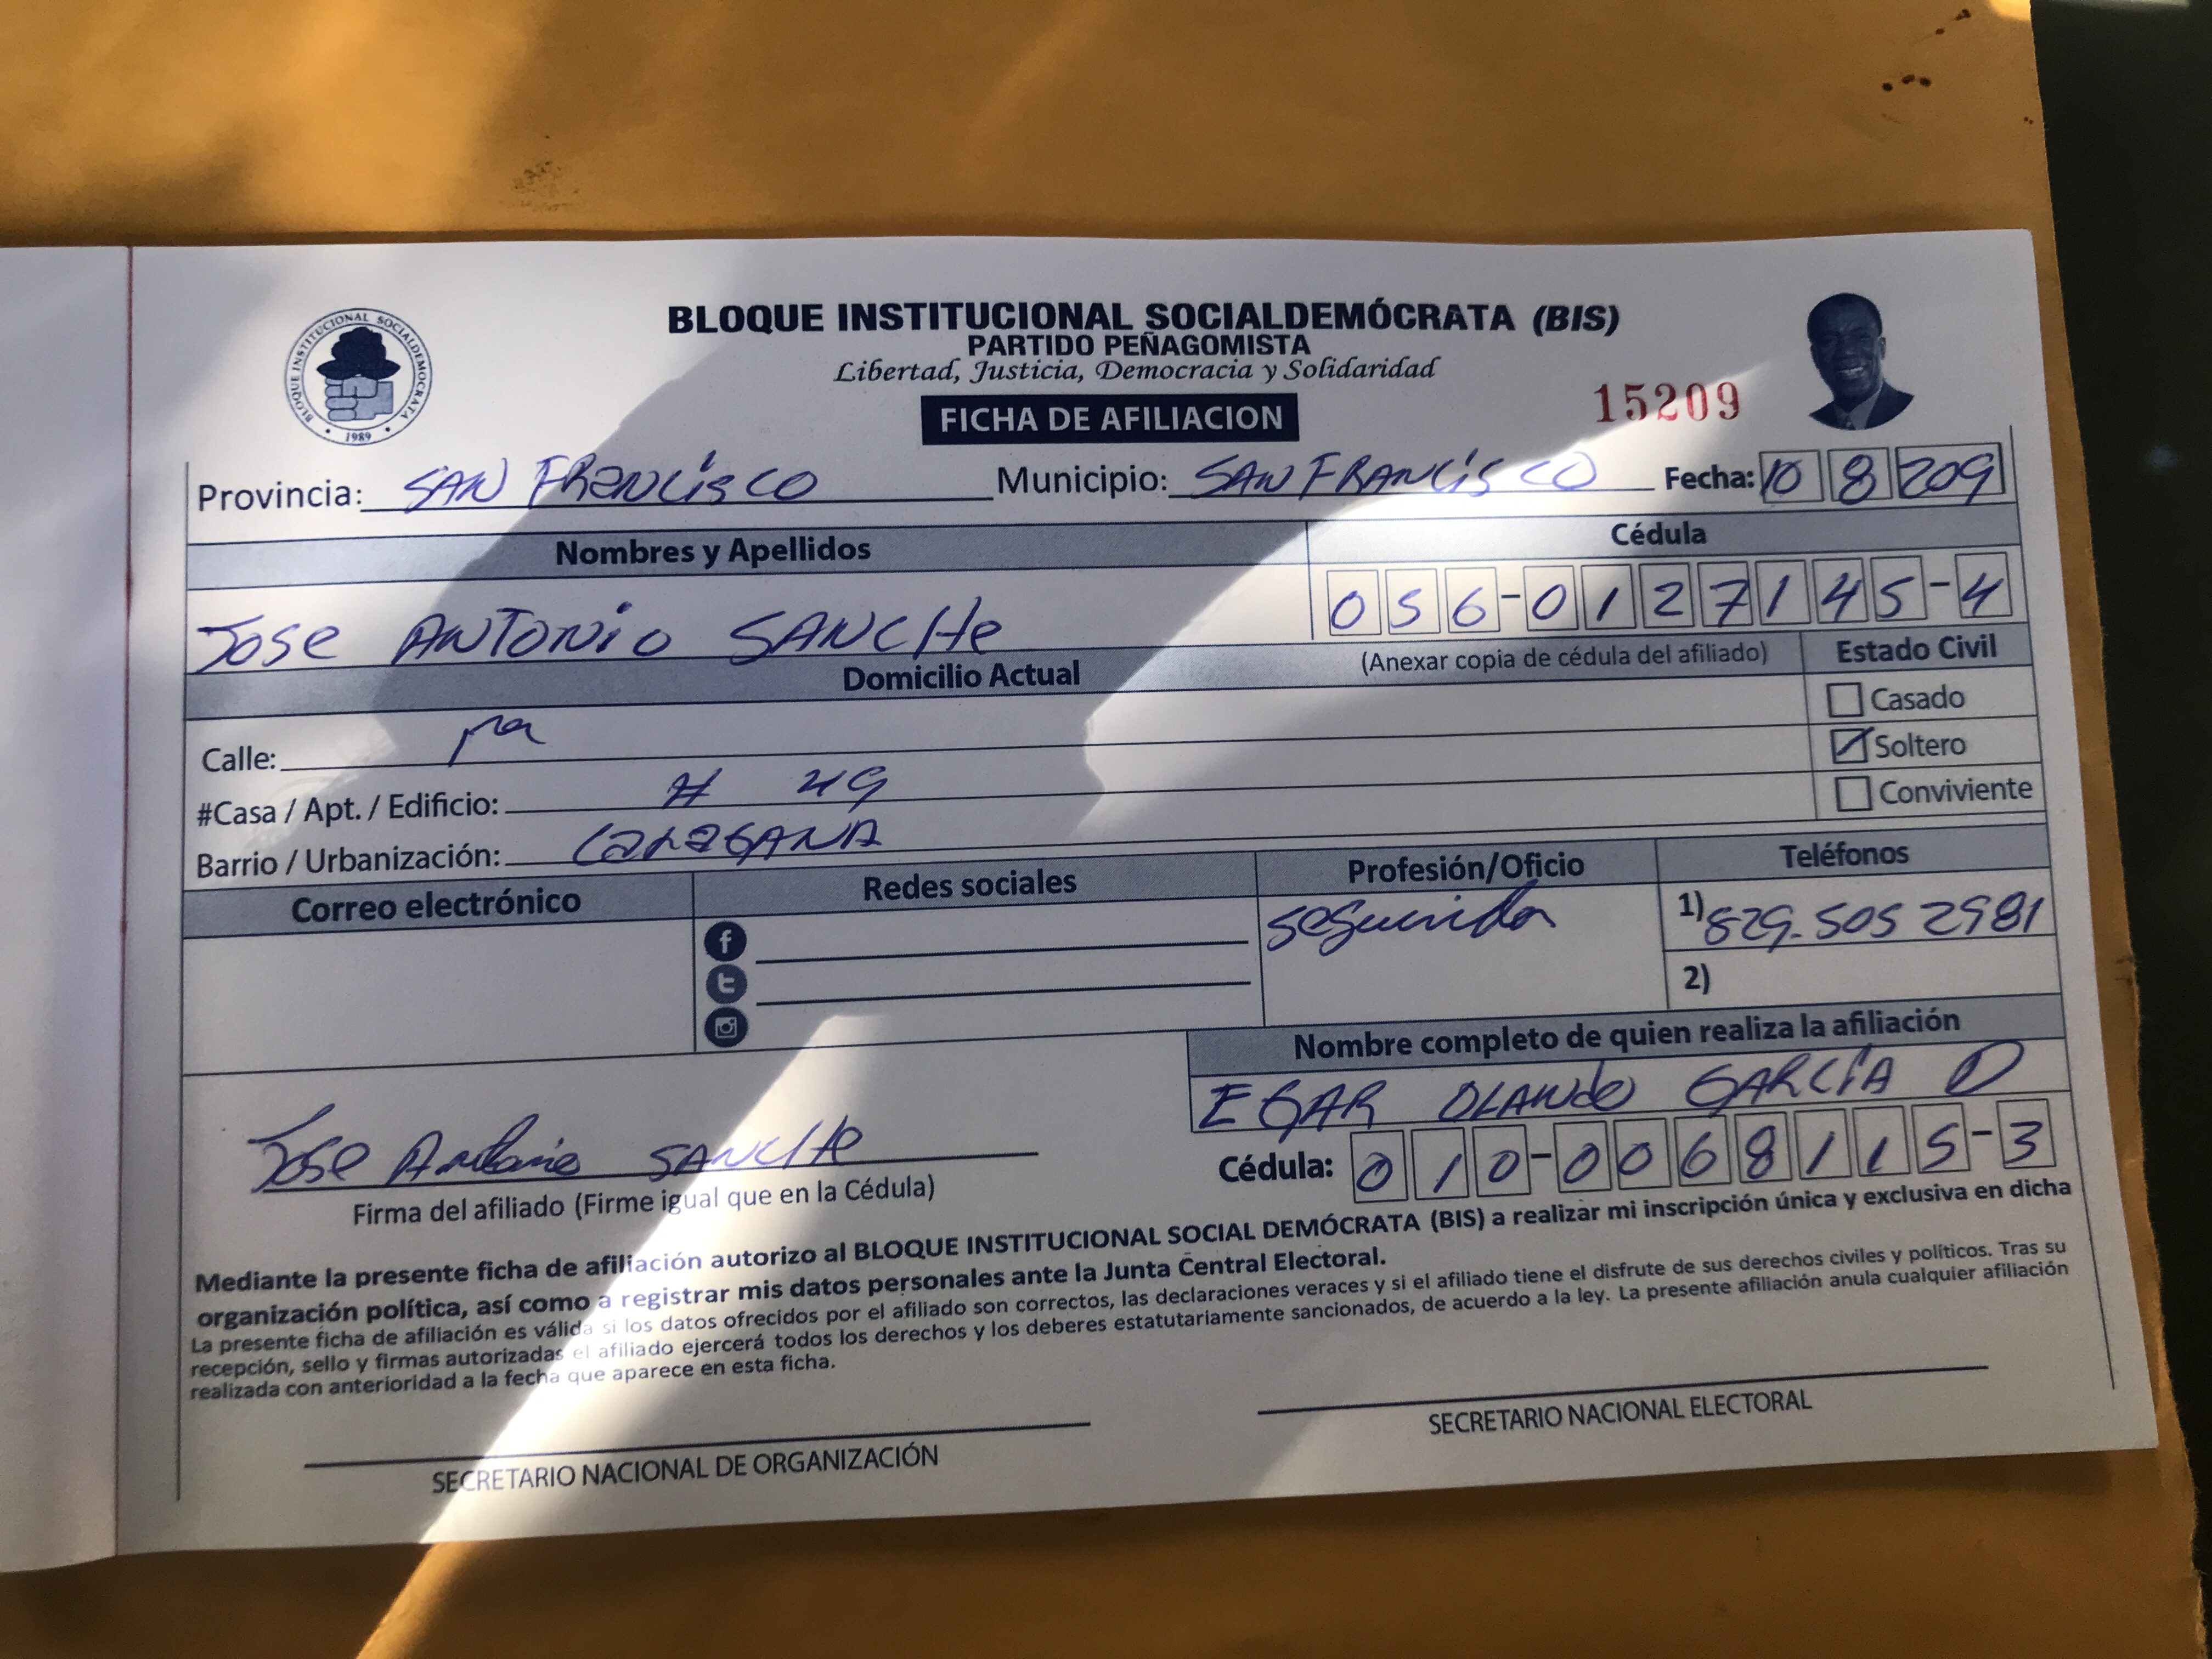 BLOQUE INSTITUCIONAL SOCIALDEMOCRATA
1989
BLOQUE INSTITUCIONAL SOCIALDEMÓCRATA (BIS)
PARTIDO PEÑAGOMISTA
Libertad, Justicia, Democracia y Solidaridad
FICHA DE AFILIACION
15209
Provincia: SAN FRANCISCO Municipio: SAN FRANCISCO Fecha: 10 8 209
Nombres y Apellidos Cédula
JOSE ANTONIO SANCHE 056-0127145-4
Domicilio Actual (Anexar copia de cédula del afiliado) Estado Civil
Casado
Calle: Soltero
#Casa / Apt. / Edificio: # 49 Conviviente
Barrio / Urbanización:
Correo electrónico Redes sociales Profesión/Oficio Teléfonos
f 1) 829-505 2981
t 2)
Nombre completo de quien realiza la afiliación
EGAR OLANDO GARCÍA D
Jose Antonio SANCHe Cédula: 010-0068115-3
Firma del afiliado (Firme igual que en la Cédula)
Mediante la presente ficha de afiliación autorizo al BLOQUE INSTITUCIONAL SOCIAL DEMÓCRATA (BIS) a realizar mi inscripción única y exclusiva en dicha
organización política, así como a registrar mis datos personales ante la Junta Central Electoral.
La presente ficha de afiliación es válida si los datos ofrecidos por el afiliado son correctos, las declaraciones veraces y si el afiliado tiene el disfrute de sus derechos civiles y políticos. Tras su
recepción, sello y firmas autorizadas el afiliado ejercerá todos los derechos y los deberes estatutariamente sancionados, de acuerdo a la ley. La presente afiliación anula cualquier afiliación
realizada con anterioridad a la fecha que aparece en esta ficha.
SECRETARIO NACIONAL DE ORGANIZACIÓN SECRETARIO NACIONAL ELECTORAL